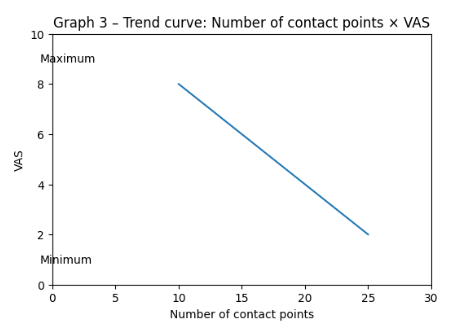 Graph 3 – Trend curve: Number of contact points × VAS
10
Maximum
8
6
VAS
4
2
Minimum
0
0 5 10 15 20 25 30
Number of contact points